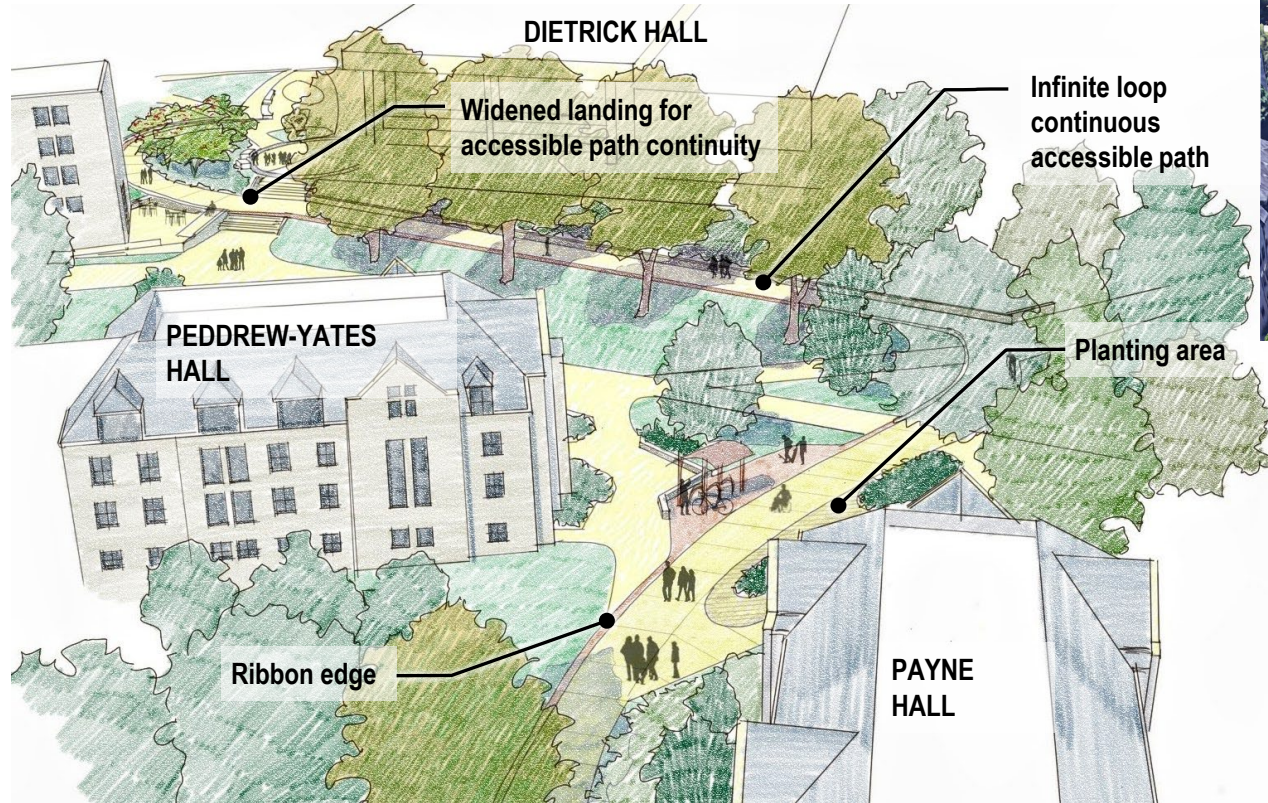 DIETRICK HALL
Widened landing for
accessible path continuity
Infinite loop
continuous
accessible path
PEDDREW-YATES
HALL
Planting area
Ribbon edge
PAYNE
HALL